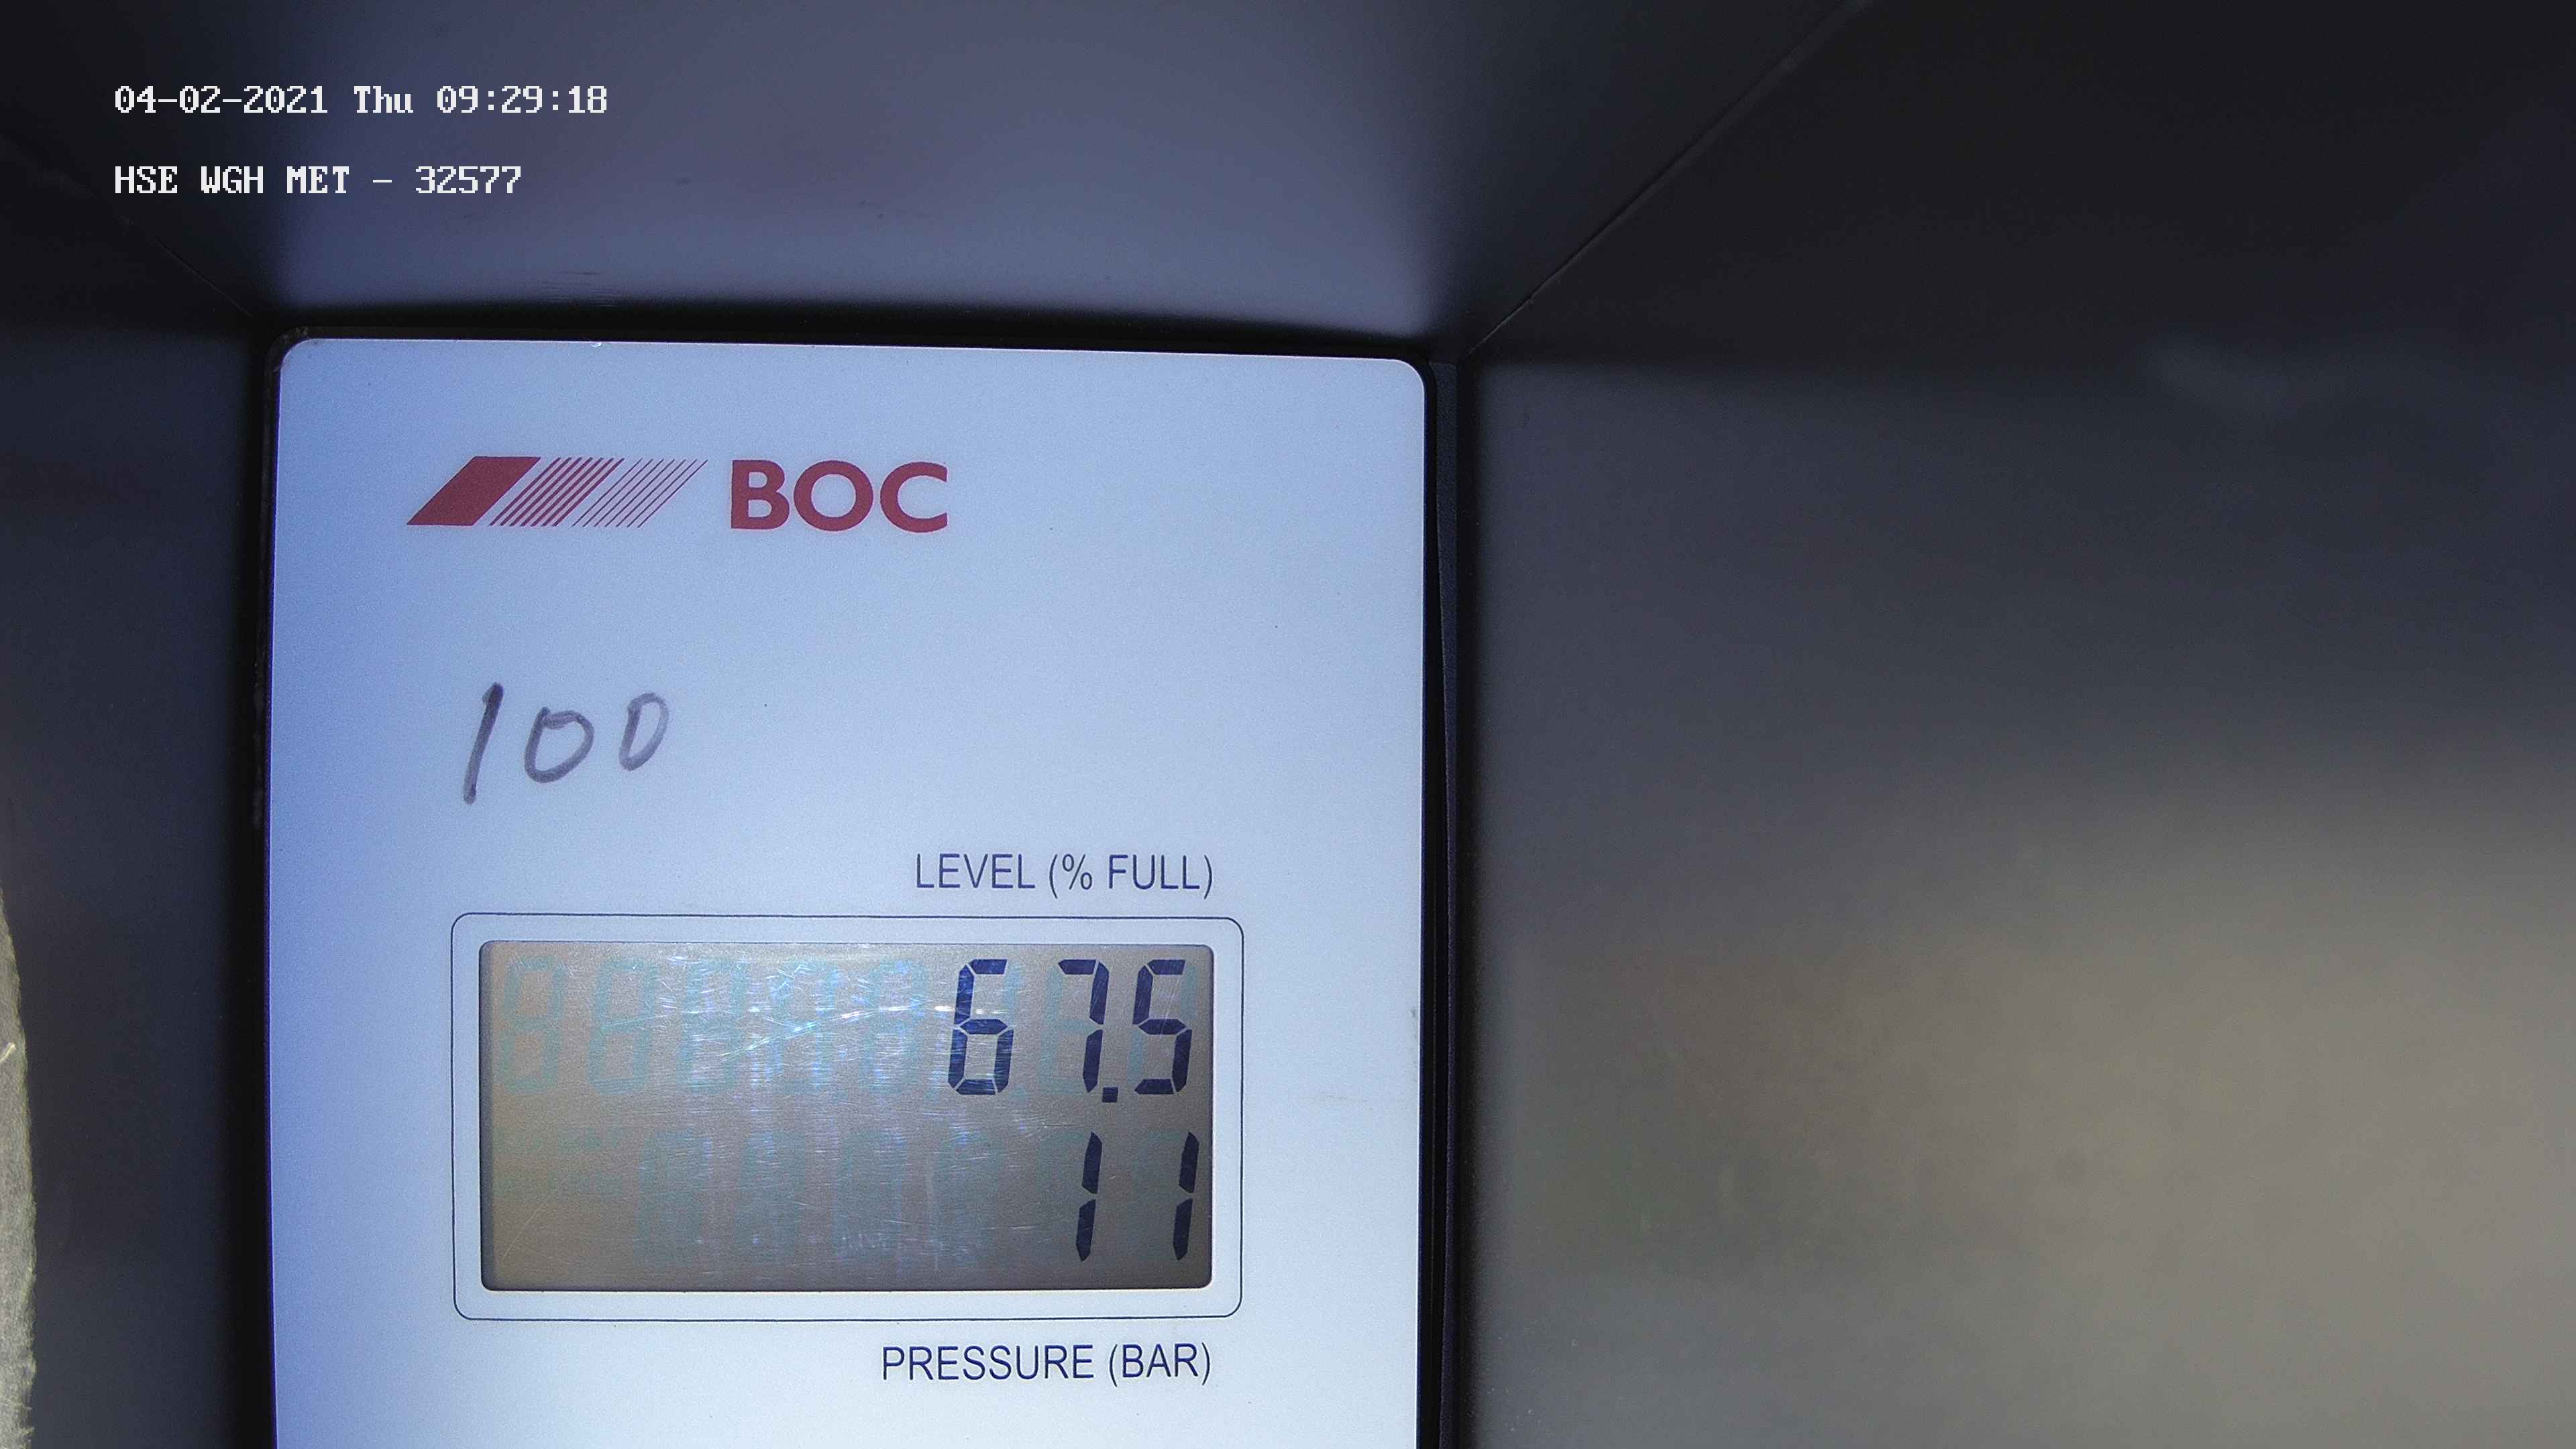 04-02-2021 Thu 09:29:18
HSE WGH MET - 32577
BOC
100
LEVEL (% FULL)
67.5
11
PRESSURE (BAR)